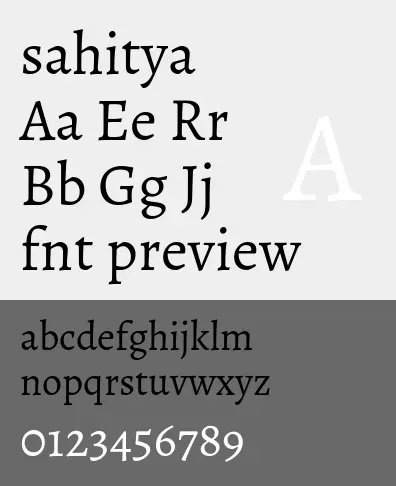 sahitya
Aa Ee Rr
Bb Gg Jj
A
fnt preview
abcdefghijklm
nopqrstuvwxyz
0123456789